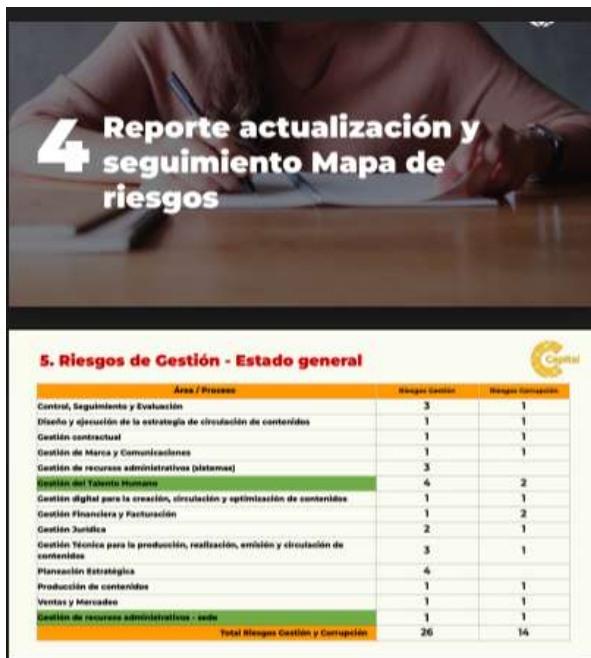 4 Reporte actualización y
seguimiento Mapa de
riesgos
5. Riesgos de Gestión - Estado general
Capital
Área / Proceso Riesgos Gestión Riesgos Corrupción
Control, Seguimiento y Evaluación 3 1
Diseño y ejecución de la estrategia de circulación de contenidos 1 1
Gestión contractual 1 1
Gestión de Marca y Comunicaciones 1 1
Gestión de recursos administrativos (sistemas) 3
Gestión del Talento Humano 4 2
Gestión digital para la creación, circulación y optimización de contenidos 1 1
Gestión Financiera y Facturación 1 2
Gestión Jurídica 2 1
Gestión Técnica para la producción, realización, emisión y circulación de
contenidos 3 1
Planeación Estratégica 4
Producción de contenidos 1 1
Ventas y Mercadeo 1 1
Gestión de recursos administrativos - sede 1 1
Total Riesgos Gestión y Corrupción 26 14